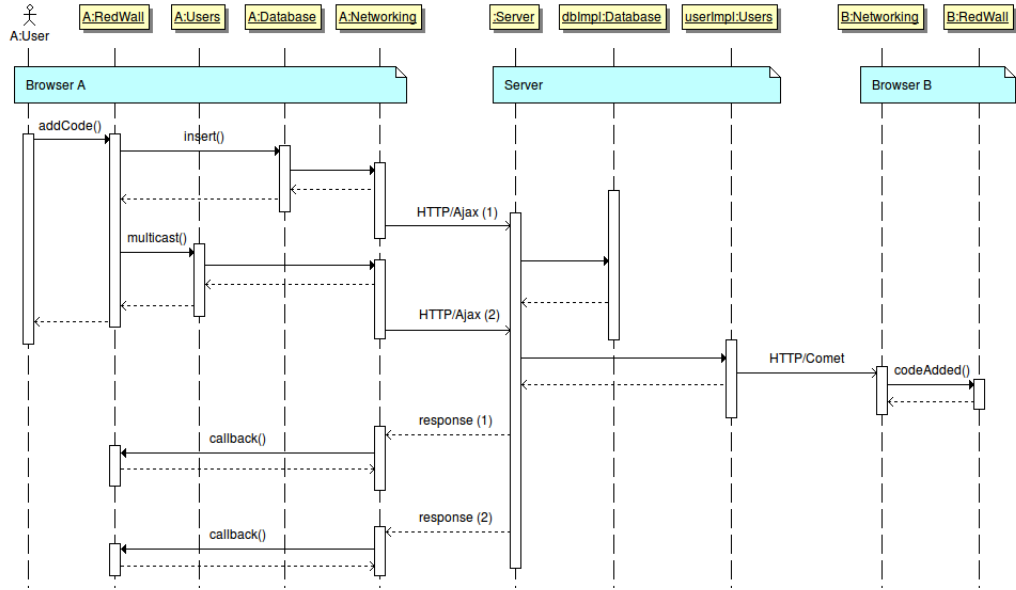 A:User
A:RedWall
A:Users
A:Database
A:Networking
:Server
dbImpl:Database
userImpl:Users
B:Networking
B:RedWall
Browser A
Server
Browser B
addCode()
insert()
HTTP/Ajax (1)
multicast()
HTTP/Ajax (2)
HTTP/Comet
codeAdded()
response (1)
callback()
response (2)
callback()